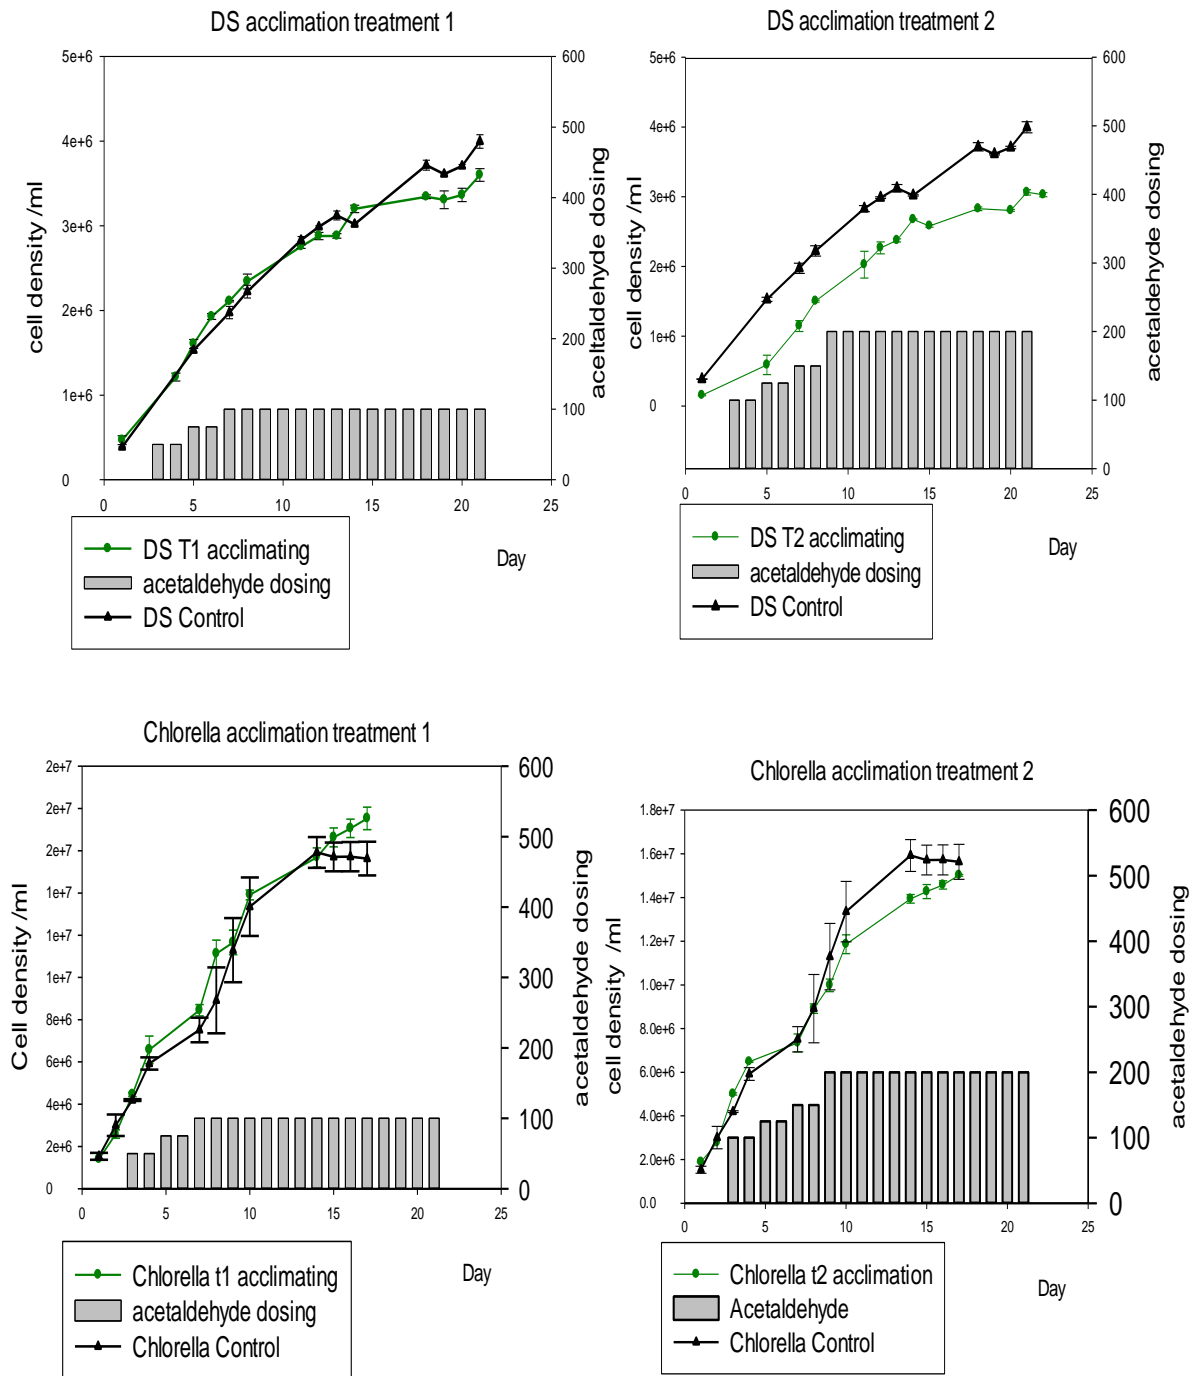 DS acclimation treatment 1
5e+6
4e+6
3e+6
2e+6
1e+6
0
cell density /ml
600
500
400
300
200
100
0
aceltaldehyde dosing
0 5 10 15 20 25
Day
DS T1 acclimating
acetaldehyde dosing
DS Control
DS acclimation treatment 2
5e+6
4e+6
3e+6
2e+6
1e+6
0
cell density /ml
600
500
400
300
200
100
0
acetaldehyde dosing
0 5 10 15 20 25
Day
DS T2 acclimating
acetaldehyde dosing
DS Control
Chlorella acclimation treatment 1
2e+7
2e+7
2e+7
1e+7
1e+7
1e+7
8e+6
6e+6
4e+6
2e+6
0
Cell density /ml
600
500
400
300
200
100
0
acetaldehyde dosing
0 5 10 15 20 25
Day
Chlorella t1 acclimating
acetaldehyde dosing
Chlorella Control
Chlorella acclimation treatment 2
1.8e+7
1.6e+7
1.4e+7
1.2e+7
1.0e+7
8.0e+6
6.0e+6
4.0e+6
2.0e+6
0.0
cell density /ml
600
500
400
300
200
100
0
acetaldehyde dosing
0 5 10 15 20 25
Day
Chlorella t2 acclimation
Acetaldehyde
Chlorella Control